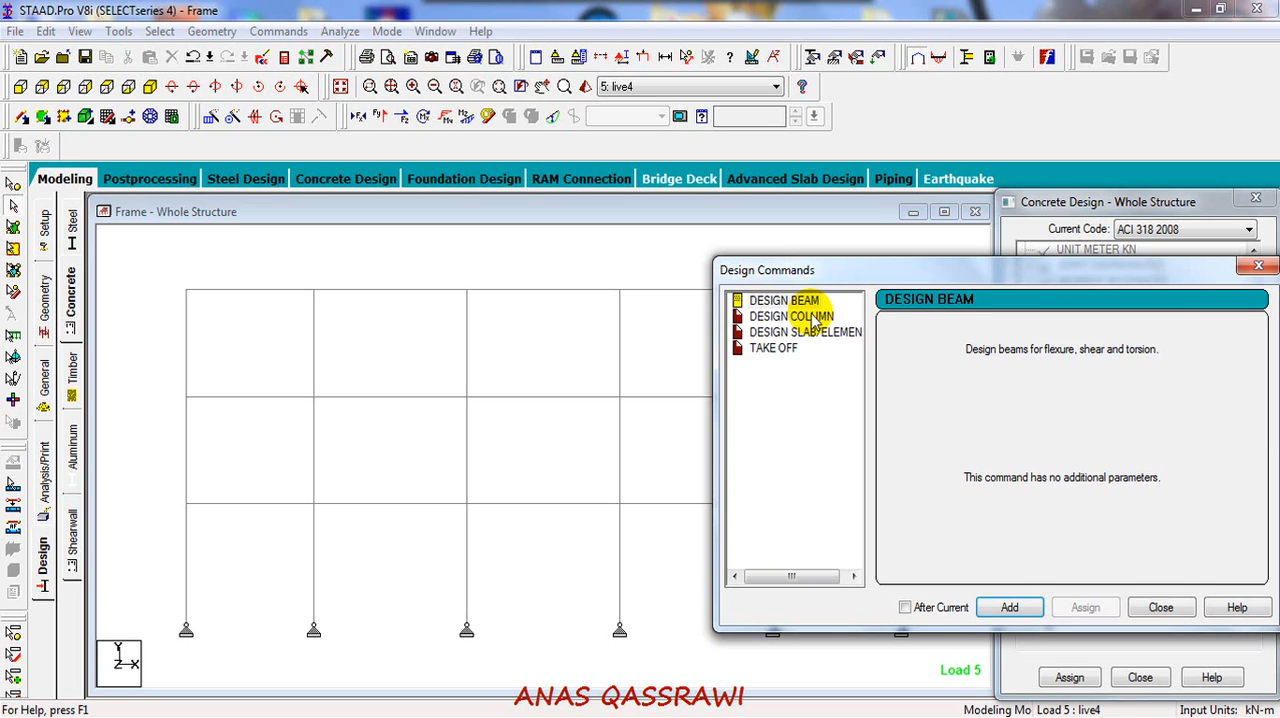 STAAD.Pro V8i (SELECTseries 4) - Frame
File Edit View Tools Select Geometry Commands Analyze Mode Window Help
5: live4
Modeling Postprocessing Steel Design Concrete Design Foundation Design RAM Connection Bridge Deck Advanced Slab Design Piping Earthquake
Setup
Geometry
General
Analysis/Print
Design
Steel
Concrete
Timber
Aluminum
Shearwall
Frame - Whole Structure
Concrete Design - Whole Structure
Current Code: ACI 318 2008
UNIT METER KN
Design Commands
DESIGN BEAM
DESIGN COLUMN
DESIGN SLAB/ELEMEN
TAKE OFF
DESIGN BEAM
Design beams for flexure, shear and torsion.
This command has no additional parameters.
After Current Add Assign Close Help
Assign Close Help
Y
Z X
Load 5
ANAS QASSRAWI
For Help, press F1 Modeling Mo Load 5 : live4 Input Units: kN-m